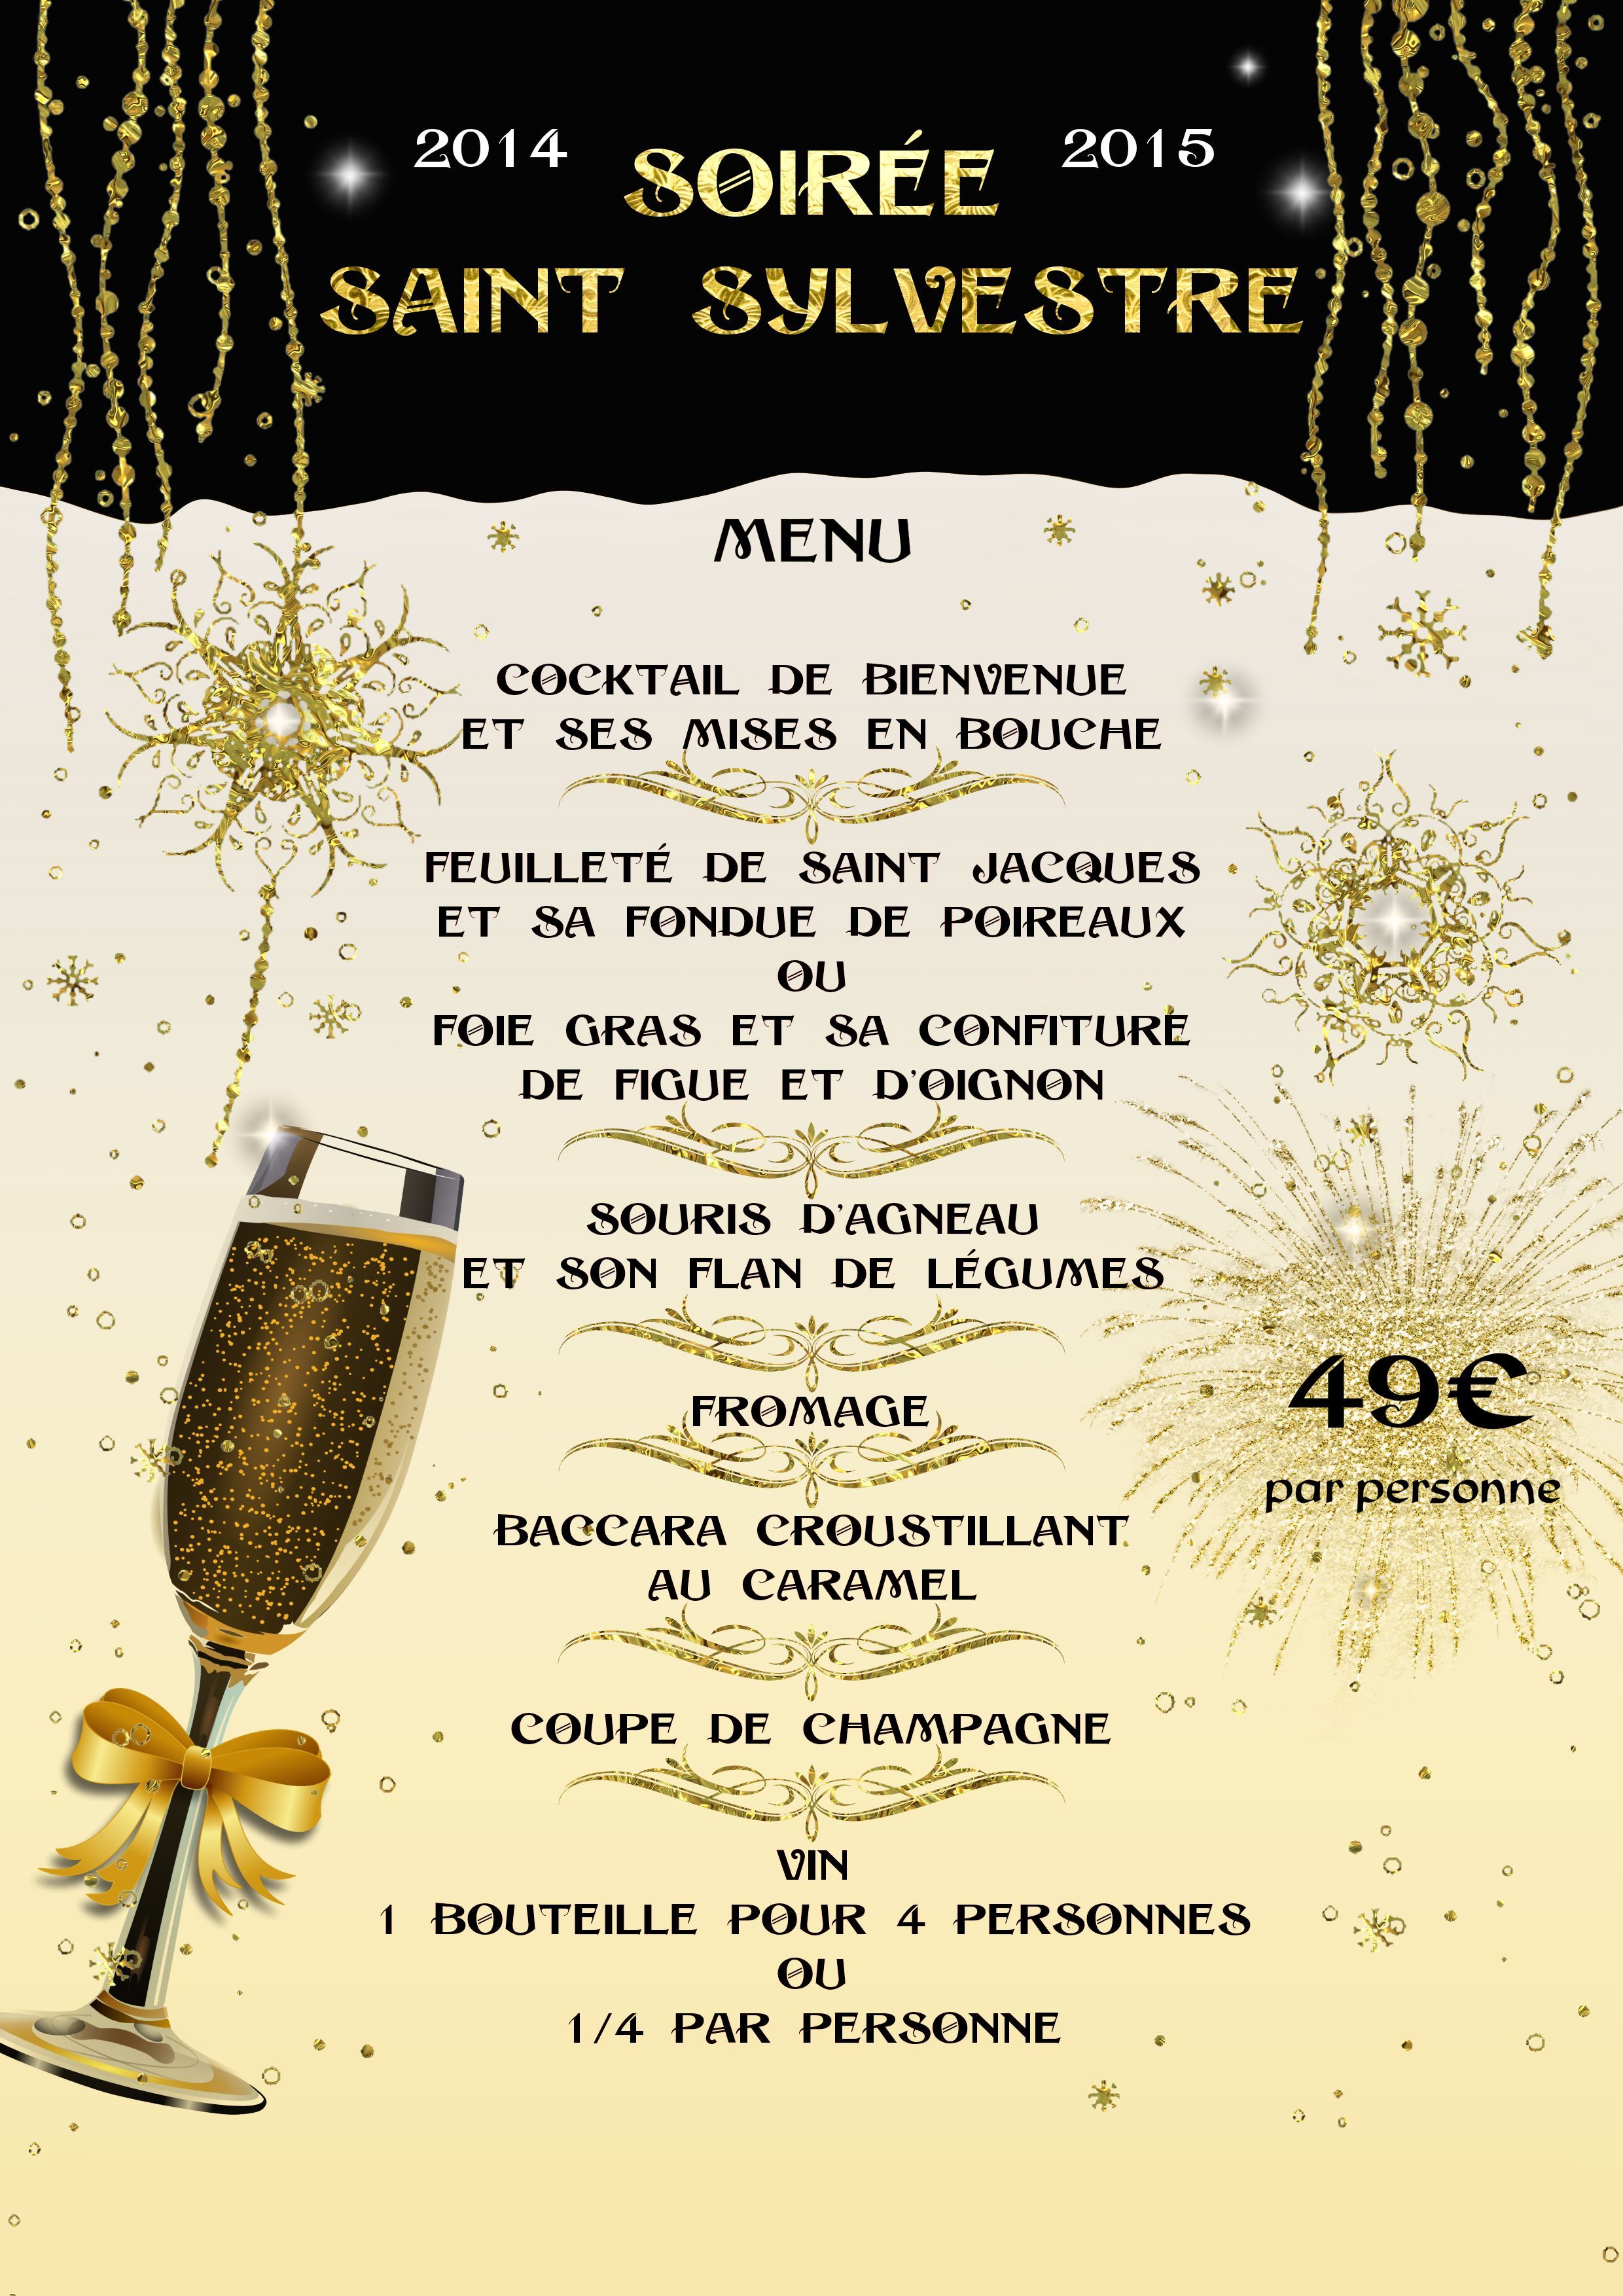 2014 SOIRÉE 2015
SAINT SYLVESTRE
MENU
COCKTAIL DE BIENVENUE
ET SES MISES EN BOUCHE
FEUILLETÉ DE SAINT JACQUES
ET SA FONDUE DE POIREAUX
OU
FOIE GRAS ET SA CONFITURE
DE FIGUE ET D'OIGNON
SOURIS D'AGNEAU
ET SON FLAN DE LÉGUMES
FROMAGE
49€
par personne
BACCARA CROUSTILLANT
AU CARAMEL
COUPE DE CHAMPAGNE
VIN
1 BOUTEILLE POUR 4 PERSONNES
OU
1/4 PAR PERSONNE